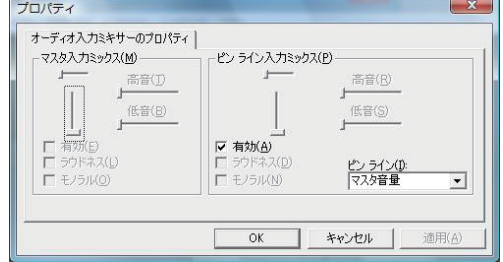 プロパティ
オーディオ入力ミキサーのプロパティ
マスタ入力ミックス(M)
高音(T)
低音(B)
有効(E)
ラウドネス(L)
モノラル(O)
ピン ライン入力ミックス(P)
高音(R)
低音(S)
有効(A)
ラウドネス(D)
モノラル(N)
ピン ライン(I):
マスタ音量
OK
キャンセル
適用(A)